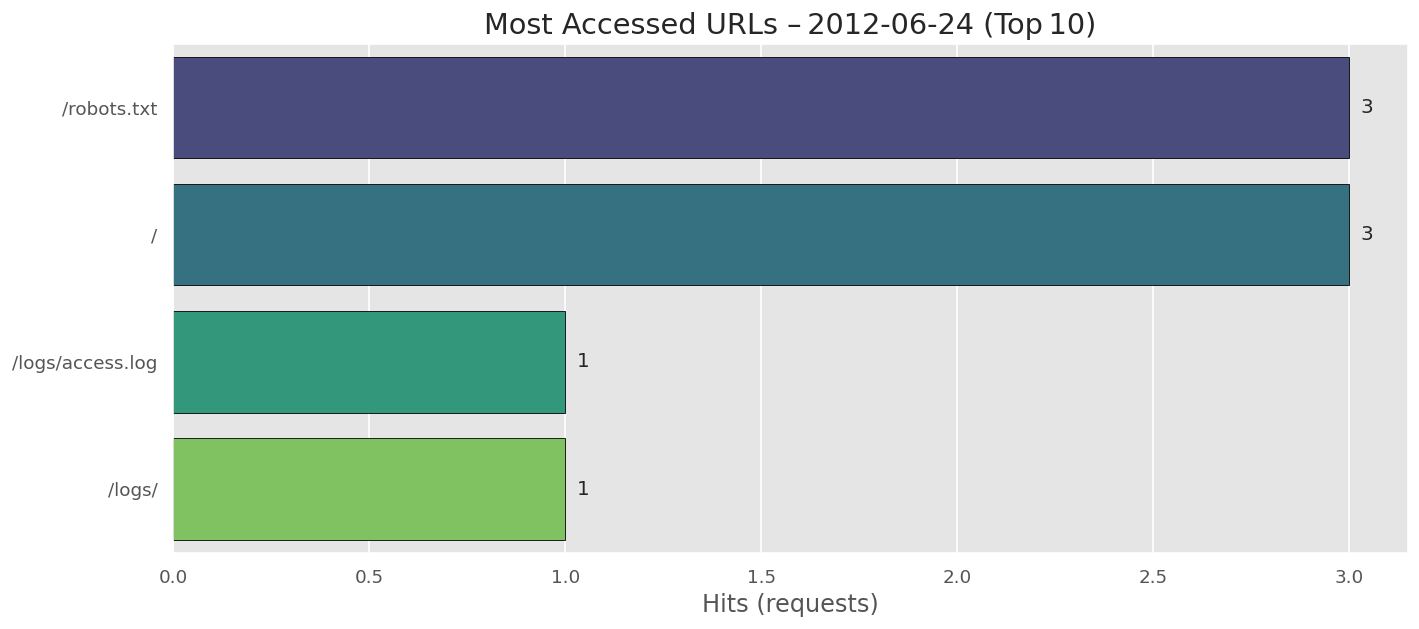 Most Accessed URLs – 2012-06-24 (Top 10)
/robots.txt
3
/
3
/logs/access.log
1
/logs/
1
0.0 0.5 1.0 1.5 2.0 2.5 3.0
Hits (requests)